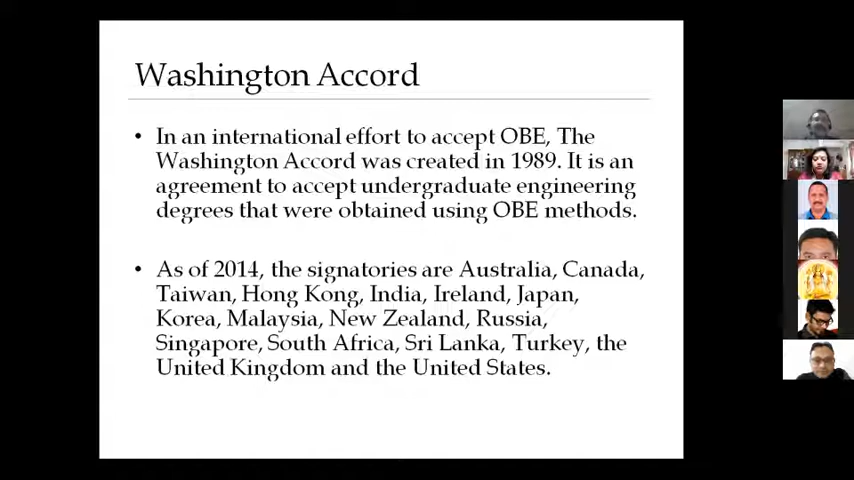 Washington Accord
• In an international effort to accept OBE, The
Washington Accord was created in 1989. It is an
agreement to accept undergraduate engineering
degrees that were obtained using OBE methods.
• As of 2014, the signatories are Australia, Canada,
Taiwan, Hong Kong, India, Ireland, Japan,
Korea, Malaysia, New Zealand, Russia,
Singapore, South Africa, Sri Lanka, Turkey, the
United Kingdom and the United States.